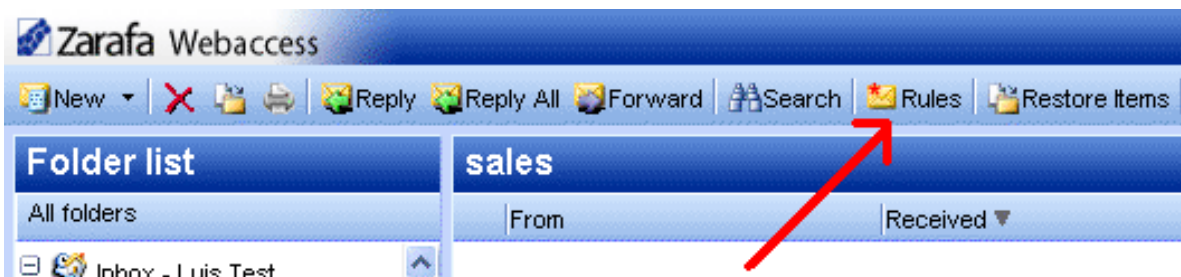 Zarafa Webaccess
New Reply Reply All Forward Search Rules Restore Items
Folder list sales
All folders From Received
Inbox - Luis Test